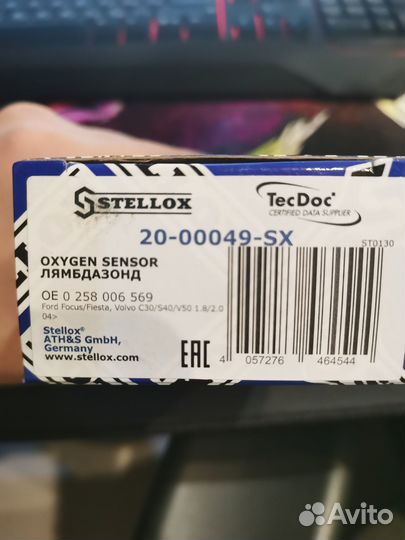 STELLOX
TecDoc
CERTIFIED DATA SUPPLIER
20-00049-SX
ST0130
OXYGEN SENSOR
ЛЯМБДАЗОНД
OE 0 258 006 569
Ford Focus/Fiesta, Volvo C30/S40/V50 1.8/2.0
04>
Stellox®
ATH&S GmbH,
Germany
www.stellox.com
EAC
4 057276 464544
Avito